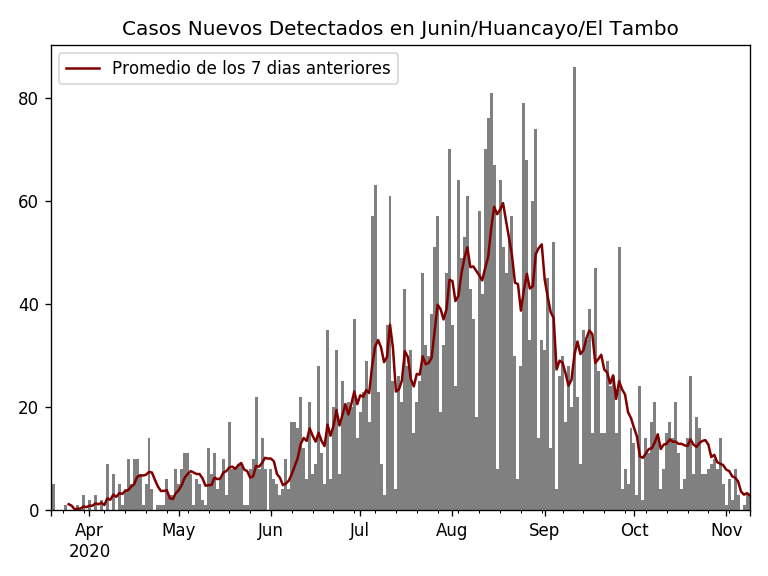 Casos Nuevos Detectados en Junin/Huancayo/El Tambo
Promedio de los 7 dias anteriores
80
60
40
20
0
Apr May Jun Jul Aug Sep Oct Nov
2020